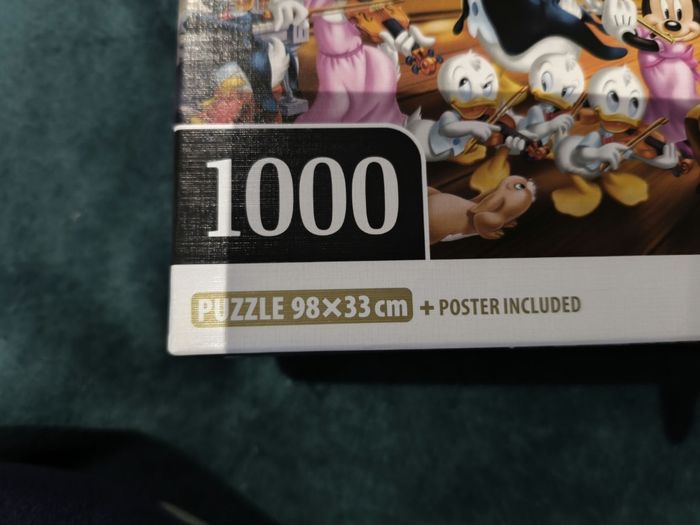 1000
PUZZLE 98×33 cm + POSTER INCLUDED